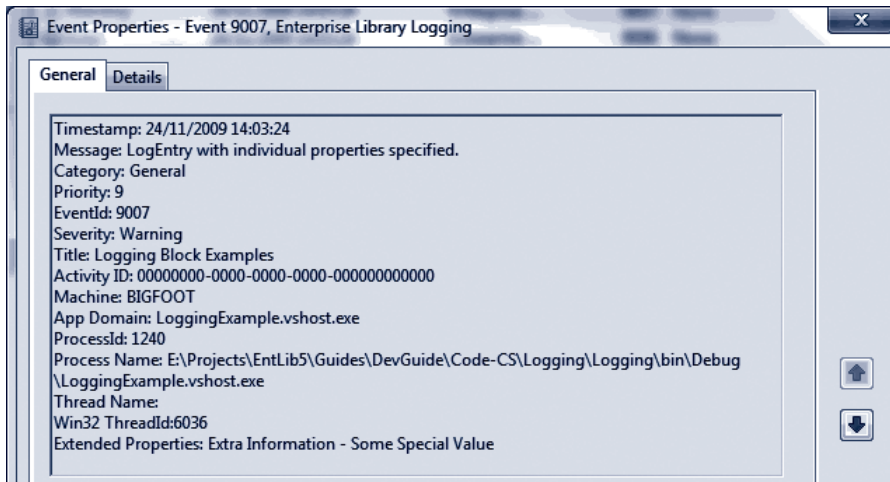 Event Properties - Event 9007, Enterprise Library Logging
General
Details
Timestamp: 24/11/2009 14:03:24
Message: LogEntry with individual properties specified.
Category: General
Priority: 9
EventId: 9007
Severity: Warning
Title: Logging Block Examples
Activity ID: 00000000-0000-0000-0000-000000000000
Machine: BIGFOOT
App Domain: LoggingExample.vshost.exe
ProcessId: 1240
Process Name: E:\Projects\EntLib5\Guides\DevGuide\Code-CS\Logging\Logging\bin\Debug
\LoggingExample.vshost.exe
Thread Name:
Win32 ThreadId:6036
Extended Properties: Extra Information - Some Special Value